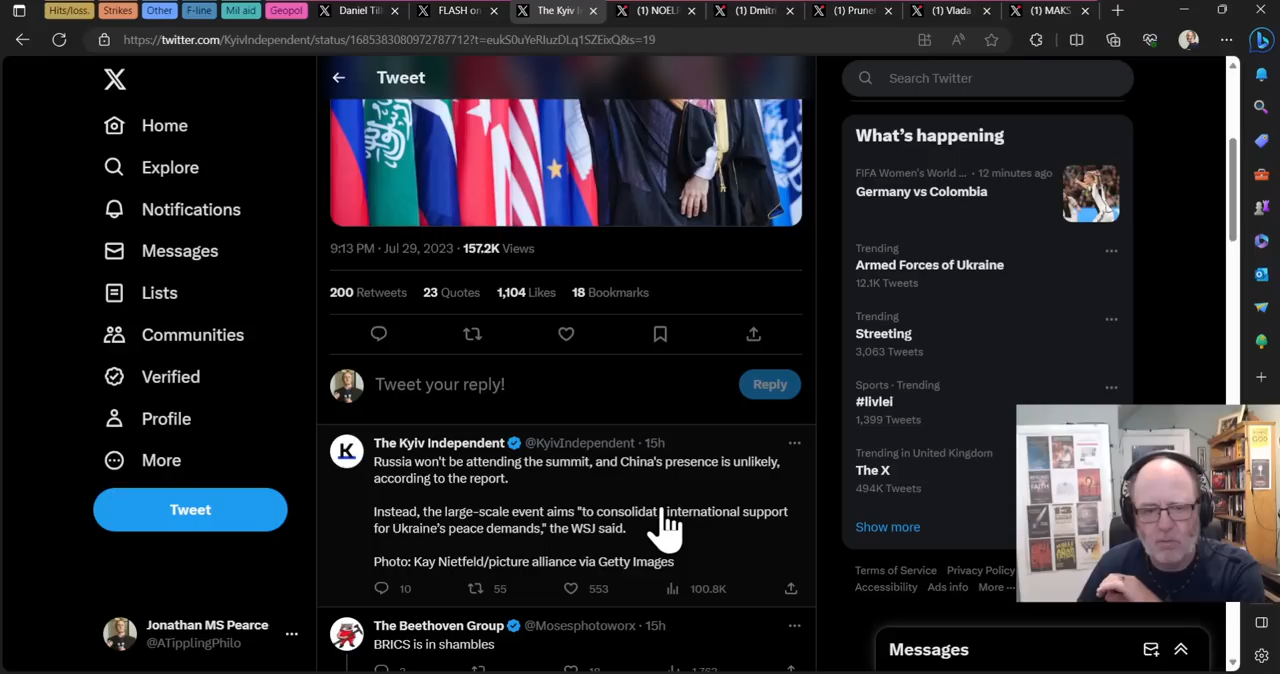 Hits/loss.
Strikes
Other
F-line
Mil aid
Geopol
Daniel Ti
FLASH on
The Kyiv I
(1) NOELR
(1) Dmitri
(1) Prune
(1) Vlada
(1) MAKS
https://twitter.com/KyivIndependent/status/1685383080972787712?t=eukS0uYeRIuzDLq1SZEixQ&s=19
Home
Explore
Notifications
Messages
Lists
Communities
Verified
Profile
More
Tweet
Jonathan MS Pearce
@ATipplingPhilo
Tweet
9:13 PM · Jul 29, 2023 · 157.2K Views
200 Retweets 23 Quotes 1,104 Likes 18 Bookmarks
Tweet your reply!
Reply
The Kyiv Independent @KyivIndependent · 15h
Russia won't be attending the summit, and China's presence is unlikely,
according to the report.
Instead, the large-scale event aims "to consolidat international support
for Ukraine's peace demands," the WSJ said.
Photo: Kay Nietfeld/picture alliance via Getty Images
10 55 553 100.8K
The Beethoven Group @Mosesphotoworx · 15h
BRICS is in shambles
Search Twitter
What's happening
FIFA Women's World ... · 12 minutes ago
Germany vs Colombia
Trending
Armed Forces of Ukraine
12.1K Tweets
Trending
Streeting
3,063 Tweets
Sports · Trending
#livlei
1,399 Tweets
Trending in United Kingdom
The X
494K Tweets
Show more
Terms of Service Privacy Policy
Accessibility Ads info More ...
Messages